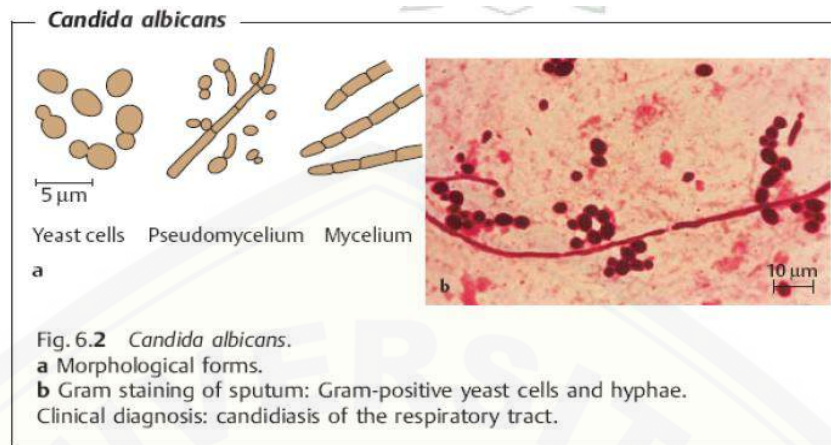 Candida albicans
5 µm
Yeast cells Pseudomycelium Mycelium
a
b
10 µm
Fig. 6.2 Candida albicans.
a Morphological forms.
b Gram staining of sputum: Gram-positive yeast cells and hyphae.
Clinical diagnosis: candidiasis of the respiratory tract.